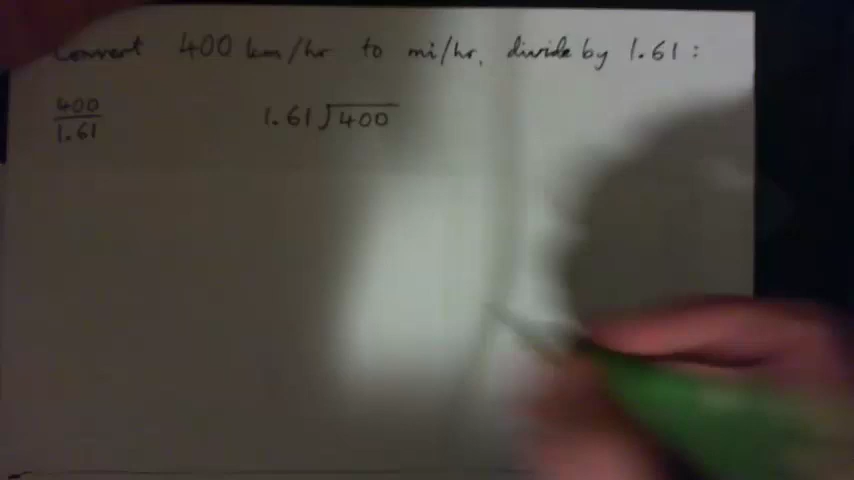 Convert 400 km/hr to mi/hr, divide by 1.61 :
400
1.61
1.61 √400